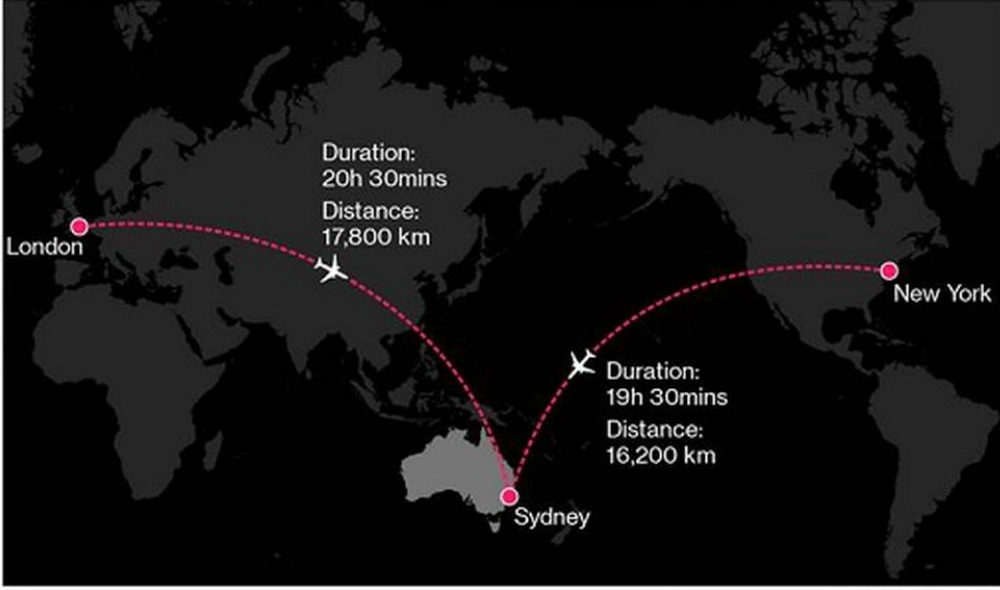 Duration:
20h 30mins
Distance:
17,800 km
London
New York
Duration:
19h 30mins
Distance:
16,200 km
Sydney